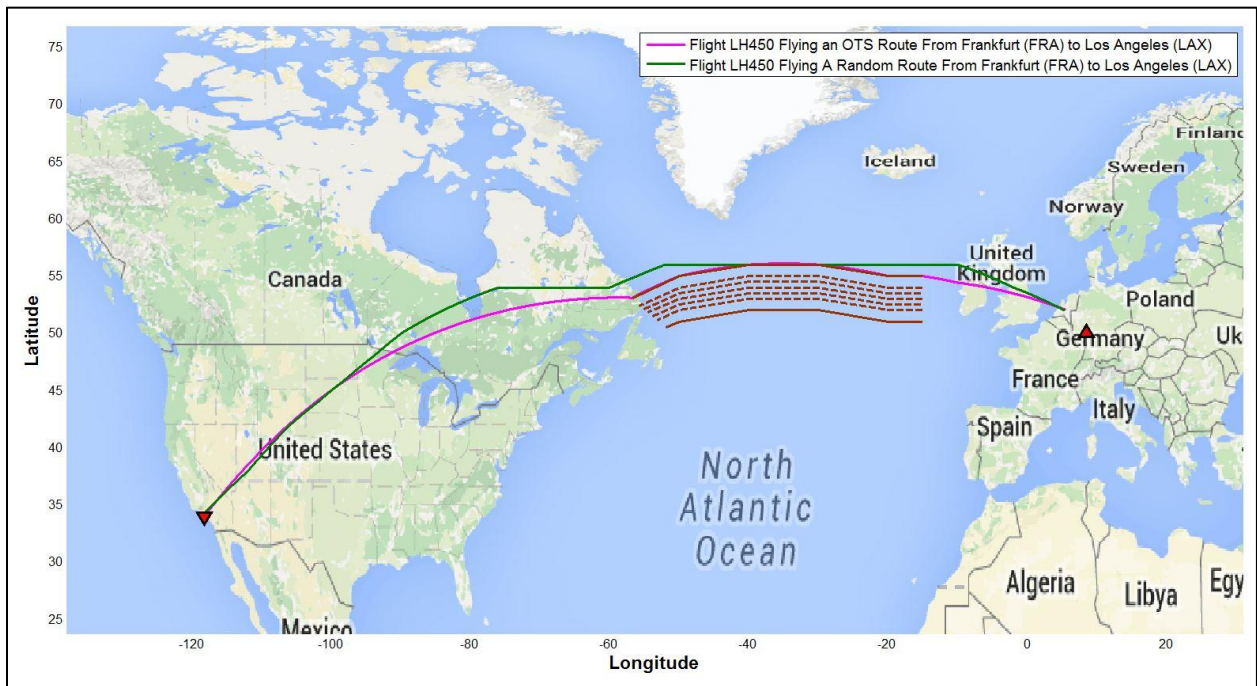 Flight LH450 Flying an OTS Route From Frankfurt (FRA) to Los Angeles (LAX)
Flight LH450 Flying A Random Route From Frankfurt (FRA) to Los Angeles (LAX)
75
70
65
60
55
50
45
40
35
30
25
Latitude
Finland
Iceland
Sweden
Norway
Canada
United
Kingdom
Poland
Germany
Uk
France
Italy
Spain
United States
North
Atlantic
Ocean
Algeria
Libya
Egy
Mexico
-120
-100
-80
-60
-40
-20
0
20
Longitude